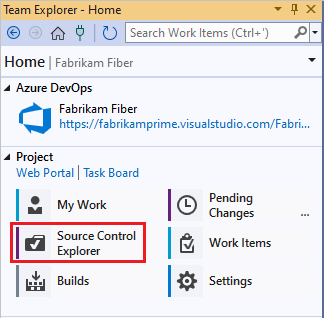 Team Explorer - Home
Search Work Items (Ctrl+')
Home | Fabrikam Fiber
Azure DevOps
Fabrikam Fiber
https://fabrikamprime.visualstudio.com/Fabri...
Project
Web Portal | Task Board
My Work
Pending
Changes ...
Source Control
Explorer
Work Items
Builds
Settings